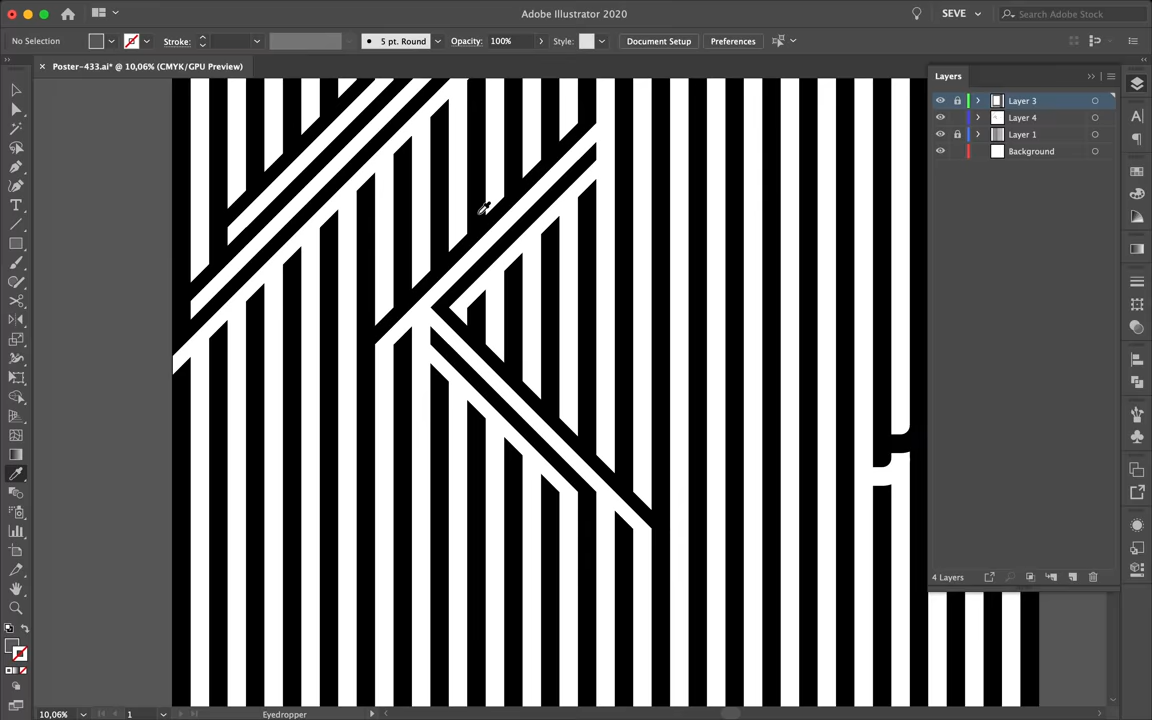 Adobe Illustrator 2020
SEVE
Search Adobe Stock
No Selection
Stroke:
5 pt. Round
Opacity:
100%
Style:
Document Setup
Preferences
Poster-433.ai* @ 10,06% (CMYK/GPU Preview)
Layers
Layer 3
Layer 4
Layer 1
Background
4 Layers
10,06%
1
Eyedropper